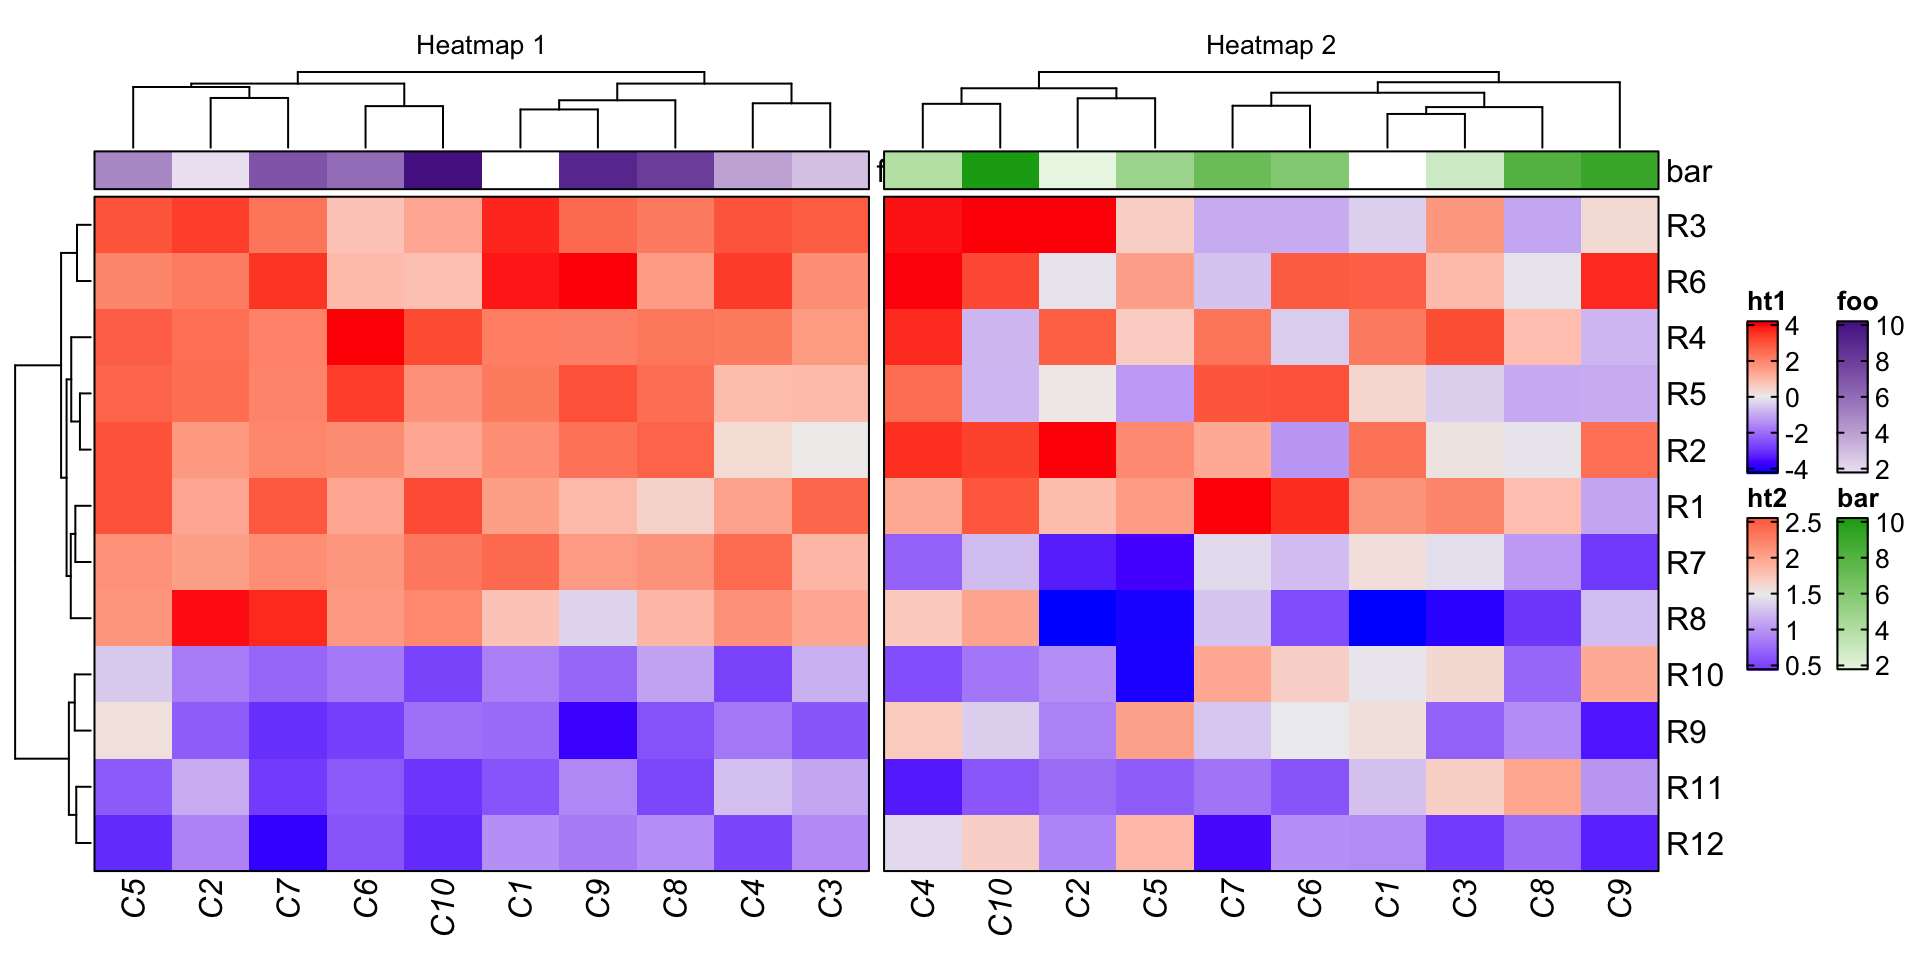 Heatmap 1
Heatmap 2
f
bar
R3
R6
R4
R5
R2
R1
R7
R8
R10
R9
R11
R12
C5 C2 C7 C6 C10 C1 C9 C8 C4 C3
C4 C10 C2 C5 C7 C6 C1 C3 C8 C9
ht1
4
2
0
-2
-4
foo
10
8
6
4
2
ht2
2.5
2
1.5
1
0.5
bar
10
8
6
4
2